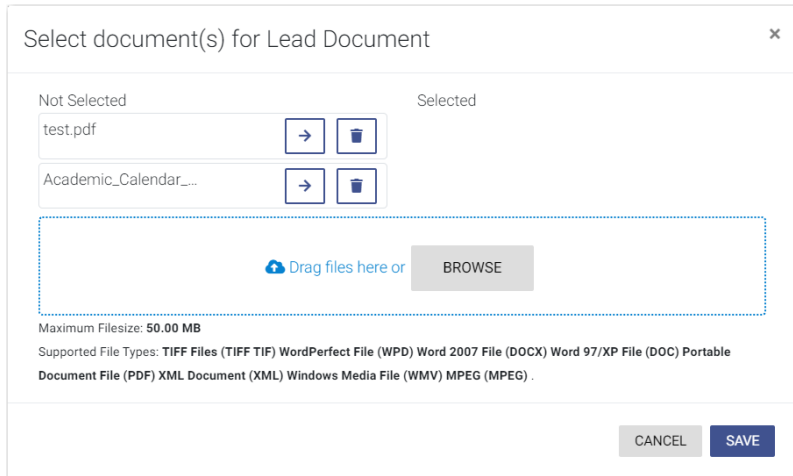 Select document(s) for Lead Document
×
Not Selected
Selected
test.pdf
Academic_Calendar_...
Drag files here or BROWSE
Maximum Filesize: 50.00 MB
Supported File Types: TIFF Files (TIFF TIF) WordPerfect File (WPD) Word 2007 File (DOCX) Word 97/XP File (DOC) Portable
Document File (PDF) XML Document (XML) Windows Media File (WMV) MPEG (MPEG) .
CANCEL SAVE